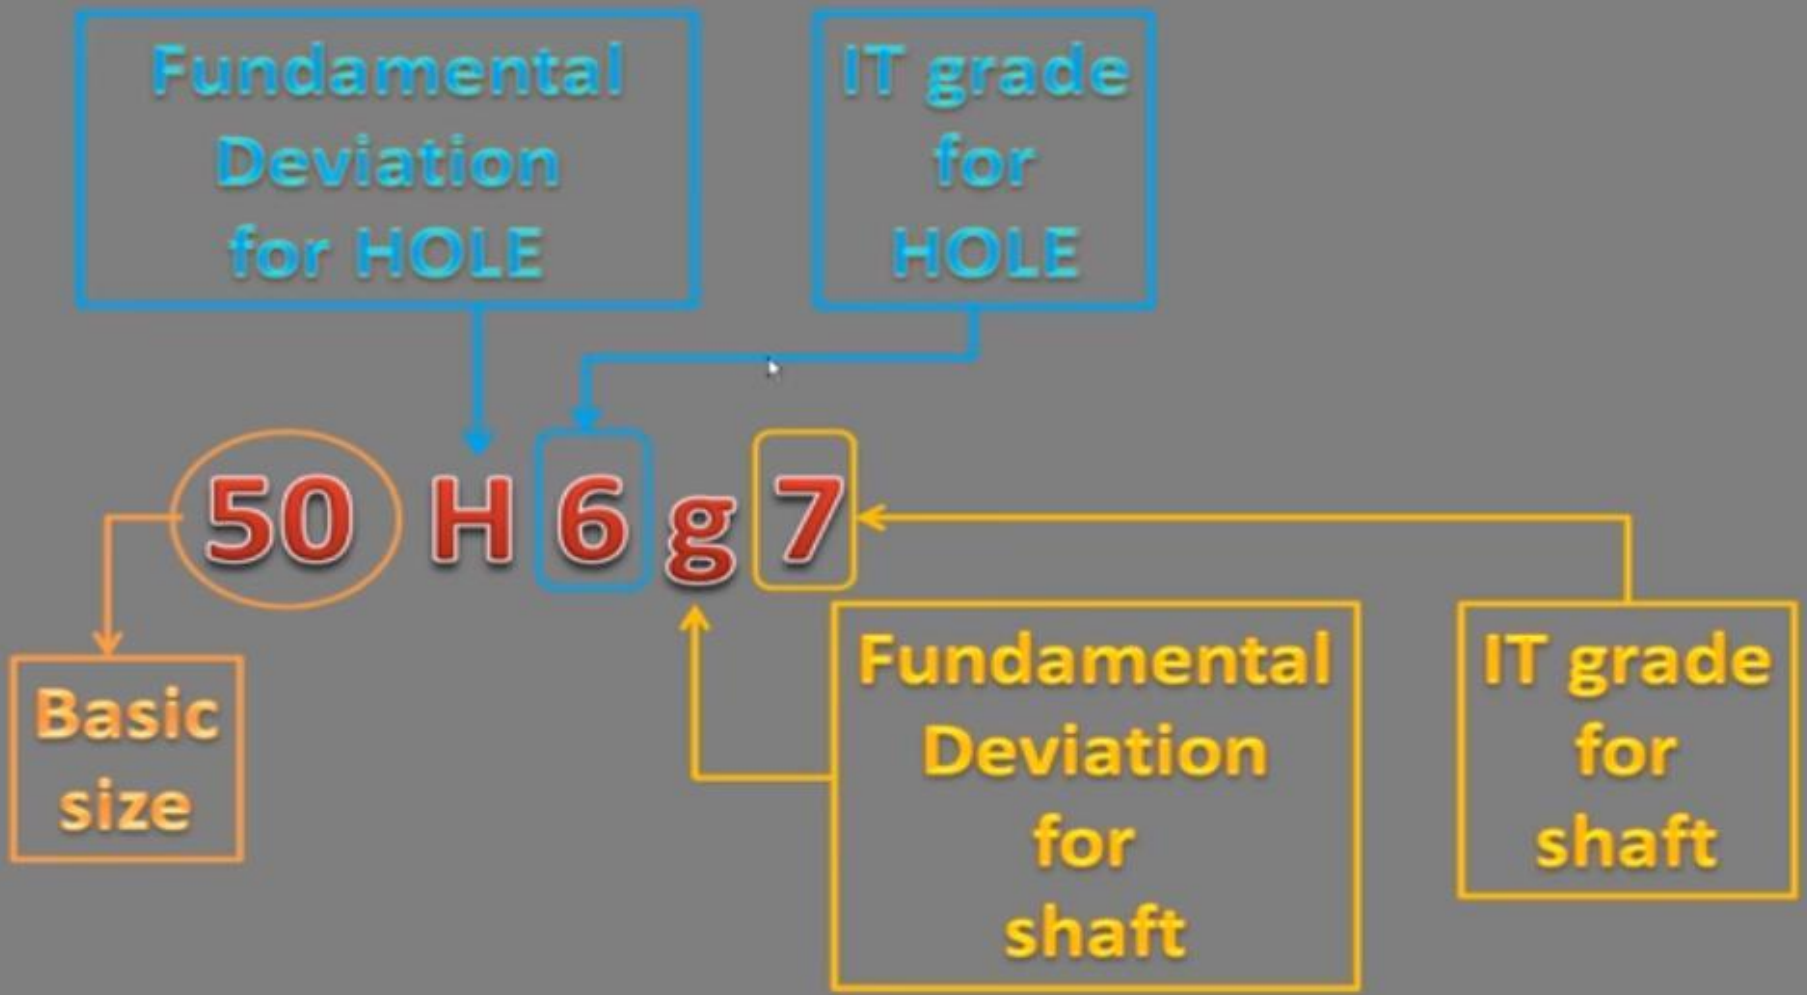 Fundamental
Deviation
for HOLE
IT grade
for
HOLE
50 H 6 g 7
Basic
size
Fundamental
Deviation
for
shaft
IT grade
for
shaft